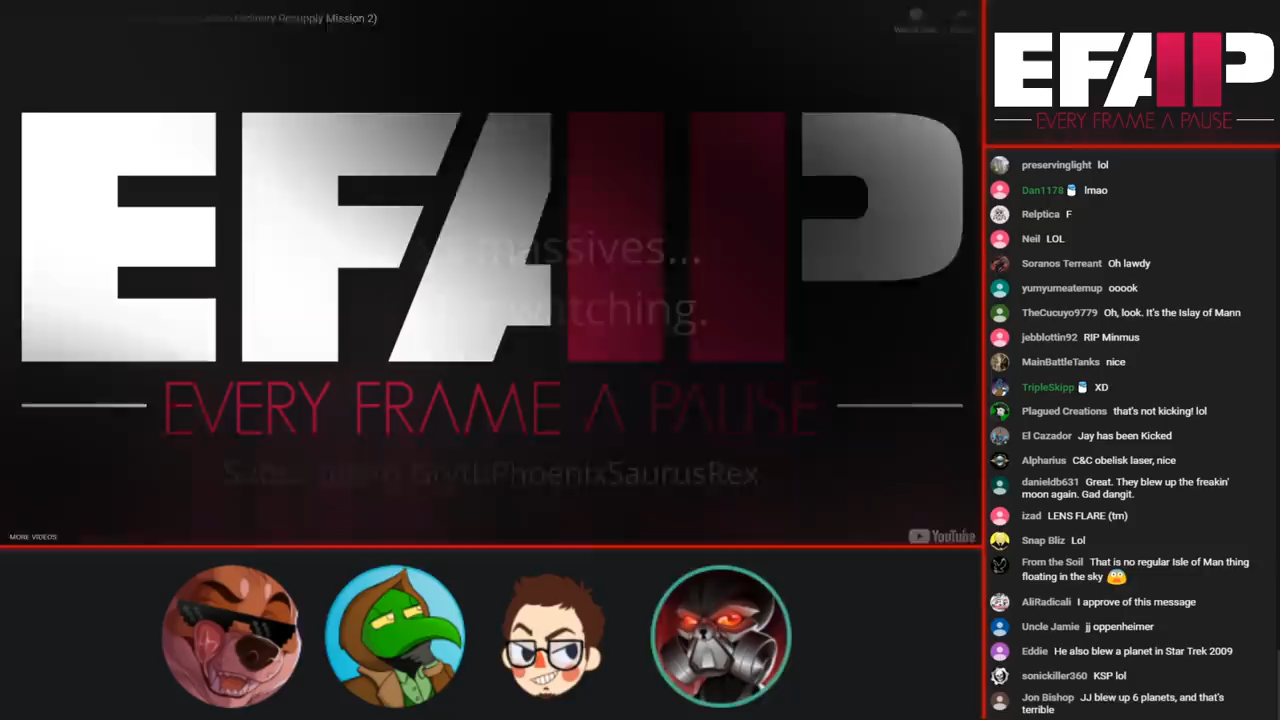 Resupply Mission 2)
EFAP
EVERY FRAME A PAUSE
massives...
watching.
PhoenixSaurusRex
MORE VIDEOS
YouTube
EFAP
EVERY FRAME A PAUSE
preservinglight lol
Dan1178 lmao
Relptica F
Neil LOL
Soranos Terreant Oh lawdy
yumyumeatemup ooook
TheCucuyo9779 Oh, look. It's the Islay of Mann
jebblottin92 RIP Minmus
MainBattleTanks nice
TripleSkipp XD
Plagued Creations that's not kicking! lol
El Cazador Jay has been Kicked
Alpharius C&C obelisk laser, nice
danieldb631 Great. They blew up the freakin'
moon again. Gad dangit.
izad LENS FLARE (tm)
Snap Bliz Lol
From the Soil That is no regular Isle of Man thing
floating in the sky
AliRadicali I approve of this message
Uncle Jamie jj oppenheimer
Eddie He also blew a planet in Star Trek 2009
sonickiller360 KSP lol
Jon Bishop JJ blew up 6 planets, and that's
terrible